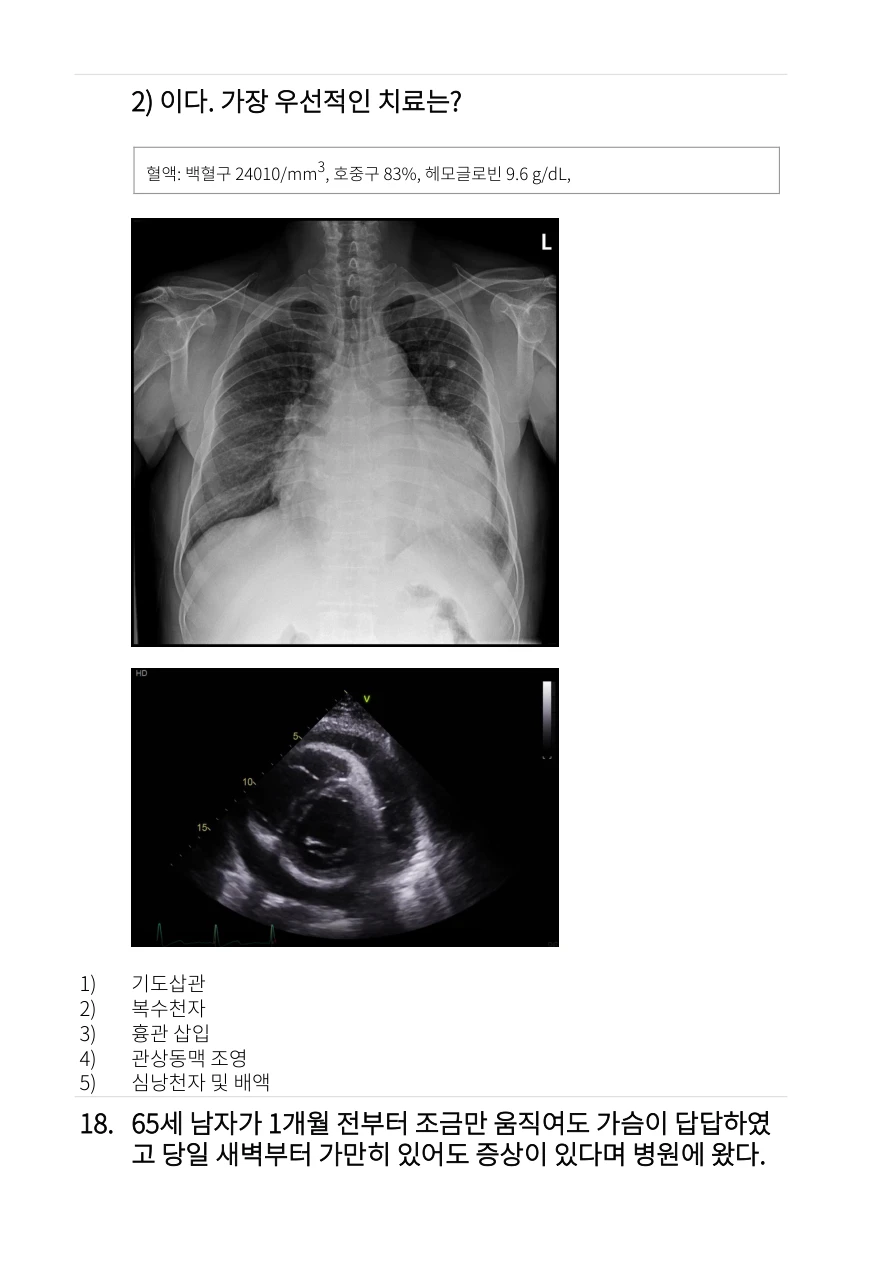 2) 이다. 가장 우선적인 치료는?
혈액: 백혈구 24010/mm³, 호중구 83%, 헤모글로빈 9.6 g/dL,
L
HD
V
5
10
15
1) 기도삽관
2) 복수천자
3) 흉관 삽입
4) 관상동맥 조영
5) 심낭천자 및 배액
18. 65세 남자가 1개월 전부터 조금만 움직여도 가슴이 답답하였
고 당일 새벽부터 가만히 있어도 증상이 있다며 병원에 왔다.